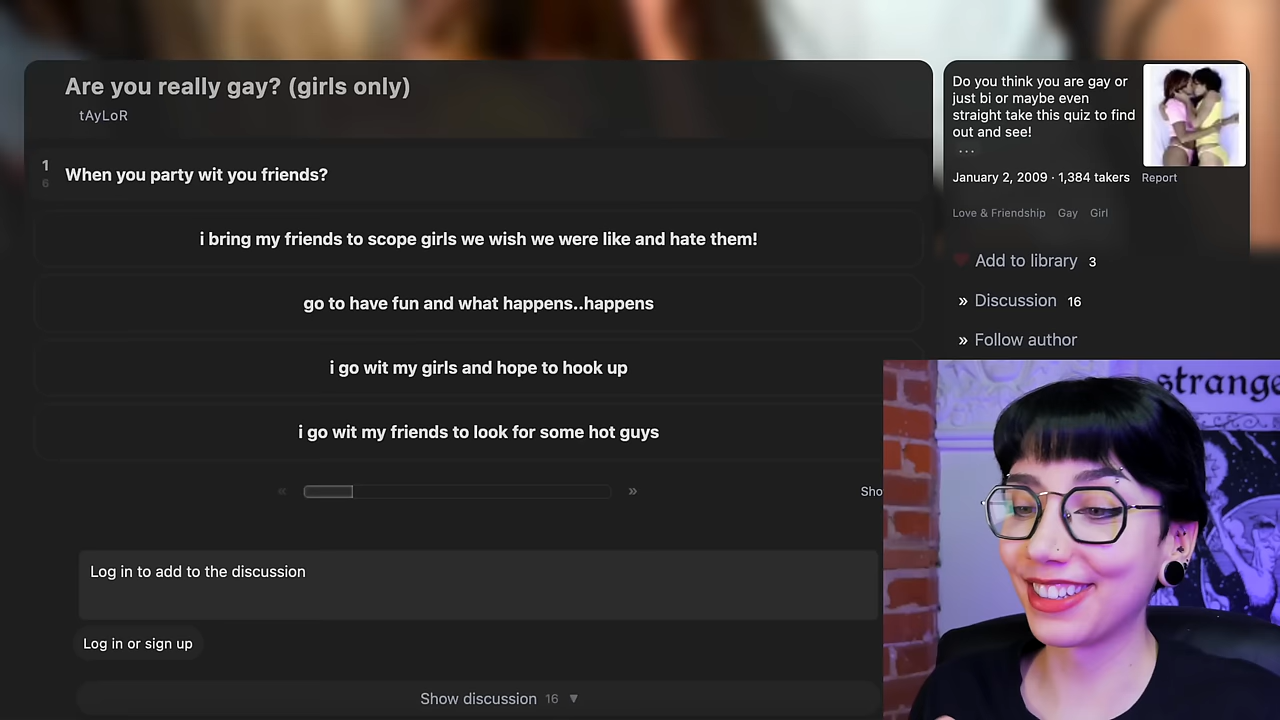 Are you really gay? (girls only)
tAyLoR
1
6
When you party wit you friends?
i bring my friends to scope girls we wish we were like and hate them!
go to have fun and what happens..happens
i go wit my girls and hope to hook up
i go wit my friends to look for some hot guys
«
»
Sho
Log in to add to the discussion
Log in or sign up
Show discussion 16 ▼
Do you think you are gay or
just bi or maybe even
straight take this quiz to find
out and see!
...
January 2, 2009 · 1,384 takers Report
Love & Friendship Gay Girl
Add to library 3
» Discussion 16
» Follow author
strange